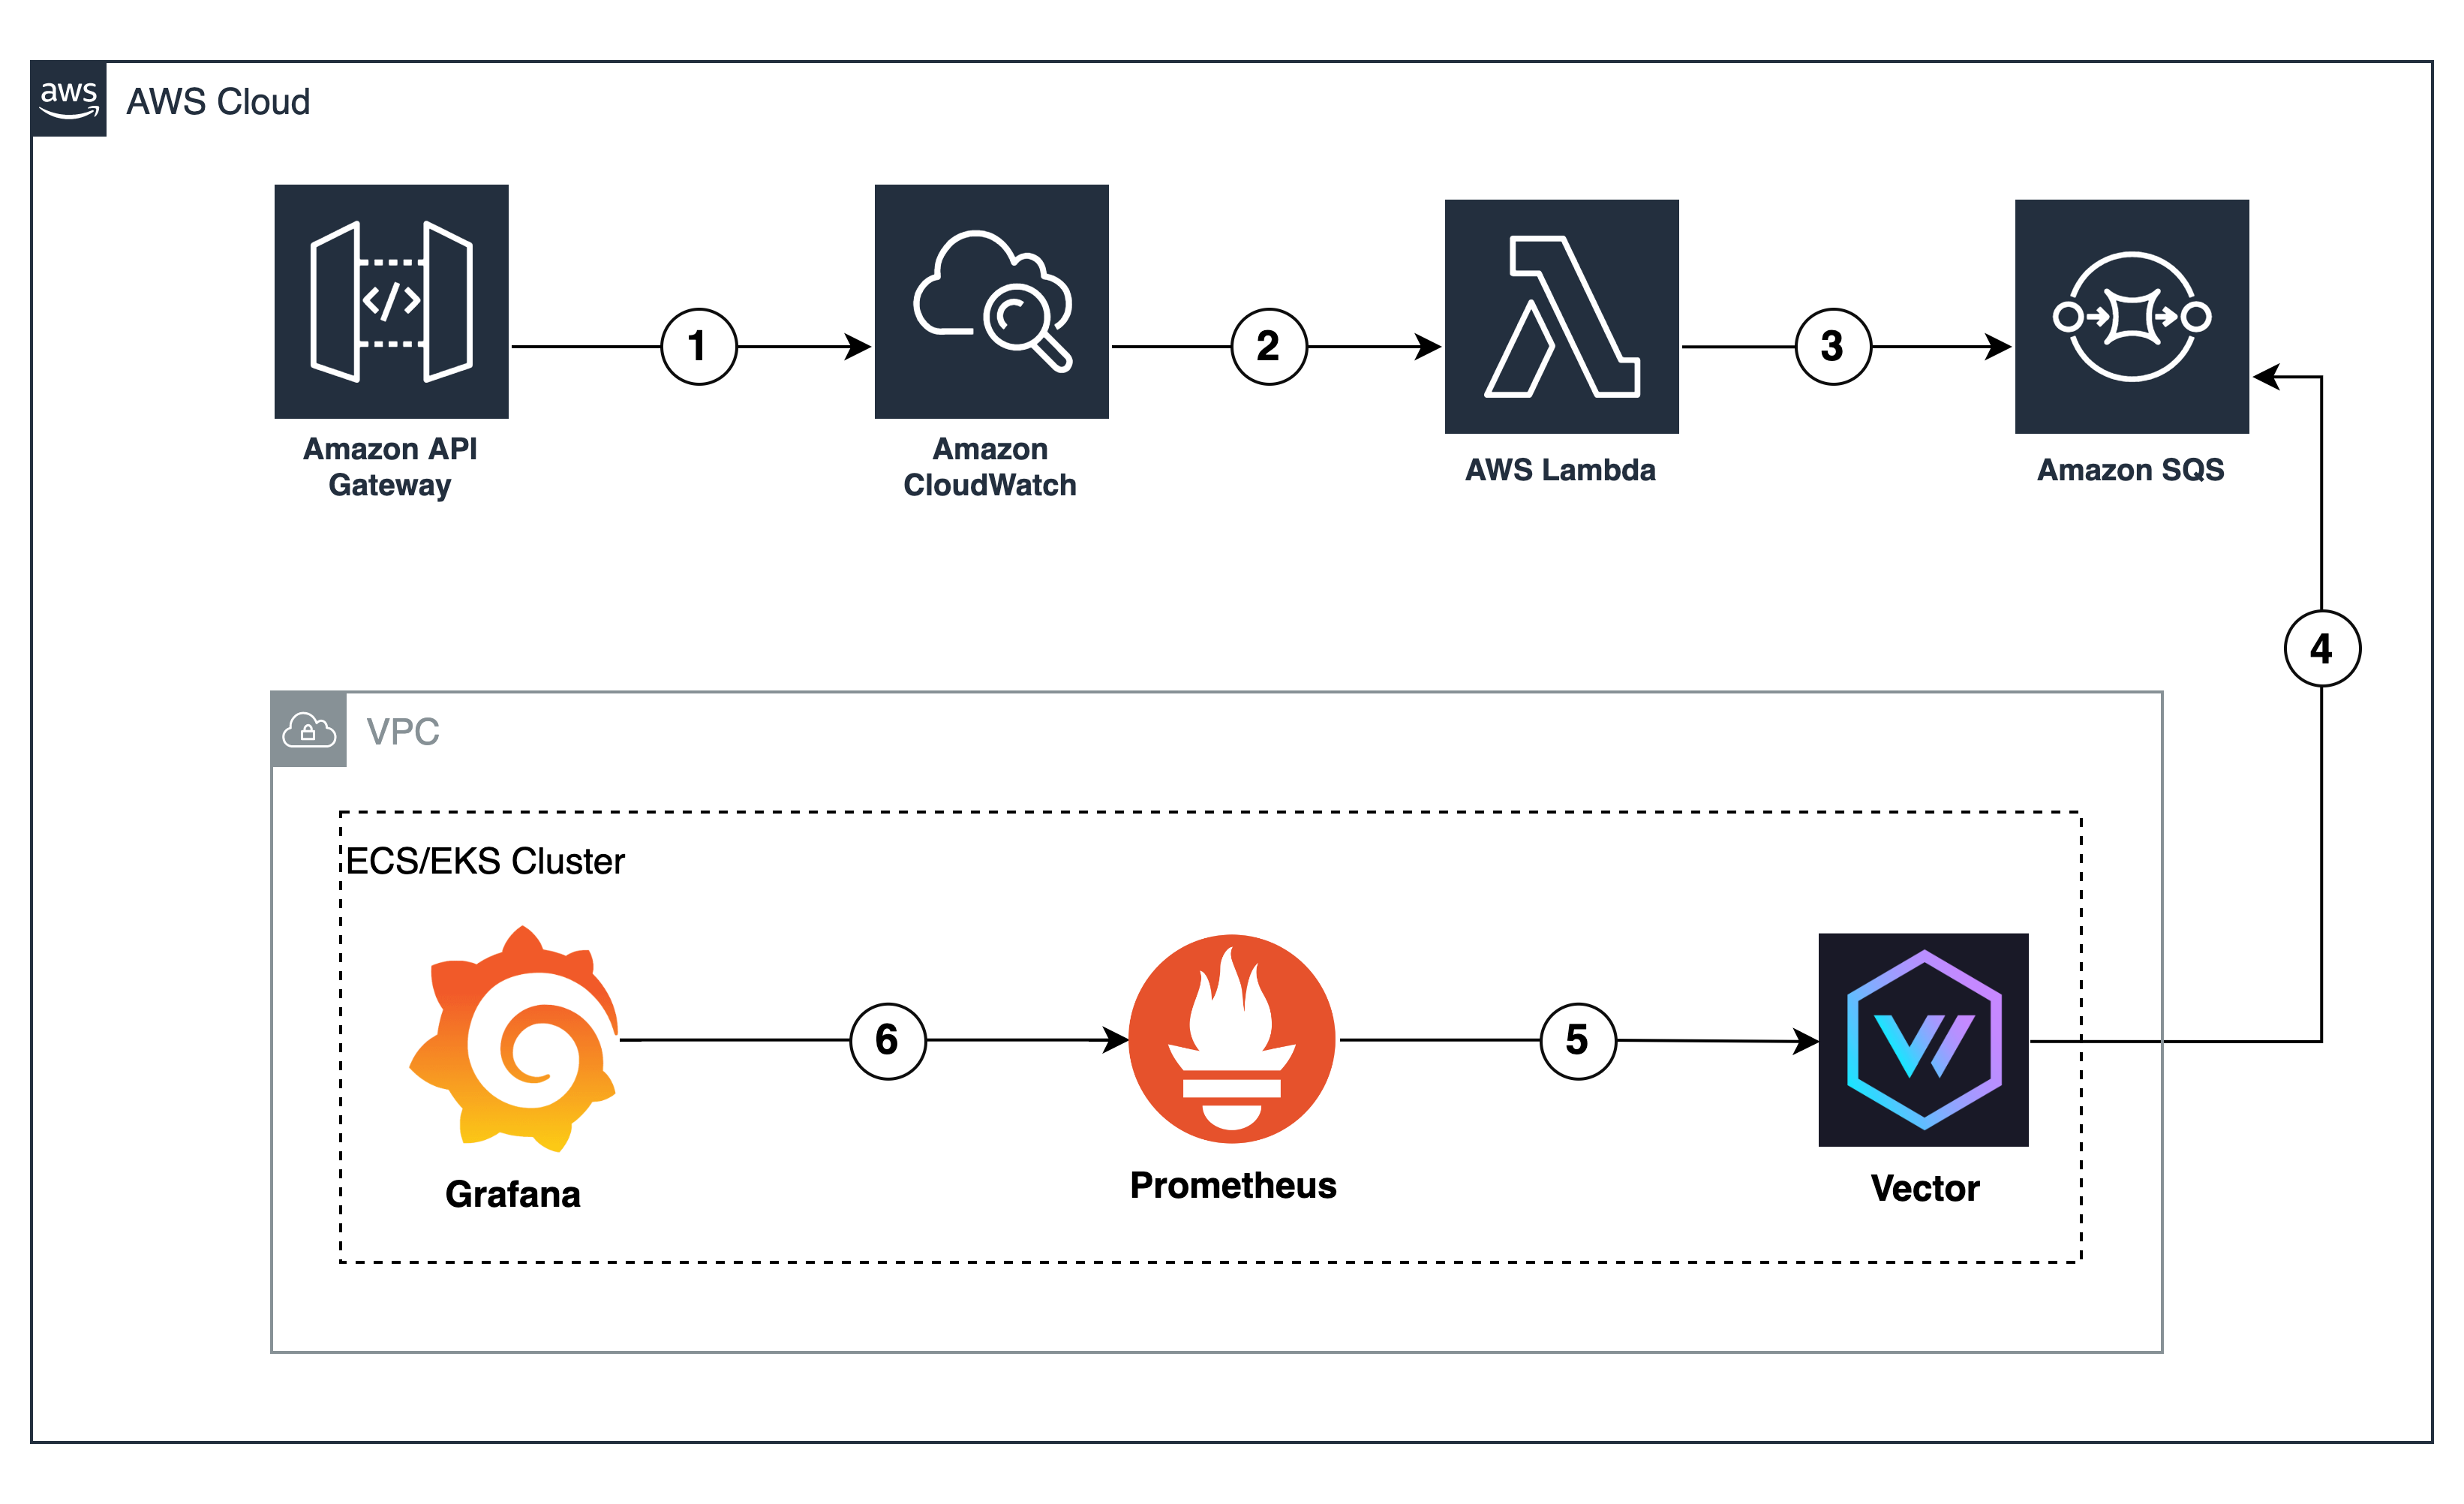 aws
AWS Cloud
1
2
3
Amazon API
Gateway
Amazon
CloudWatch
AWS Lambda
Amazon SQS
4
VPC
ECS/EKS Cluster
6
5
Grafana
Prometheus
Vector